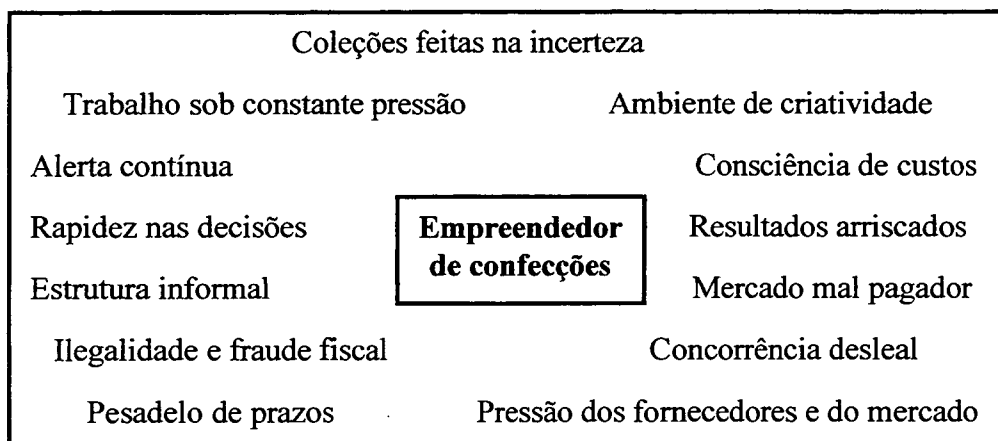 Coleções feitas na incerteza
Trabalho sob constante pressão Ambiente de criatividade
Alerta contínua Consciência de custos
Rapidez nas decisões Empreendedor Resultados arriscados
de confecções
Estrutura informal Mercado mal pagador
Ilegalidade e fraude fiscal Concorrência desleal
Pesadelo de prazos Pressão dos fornecedores e do mercado